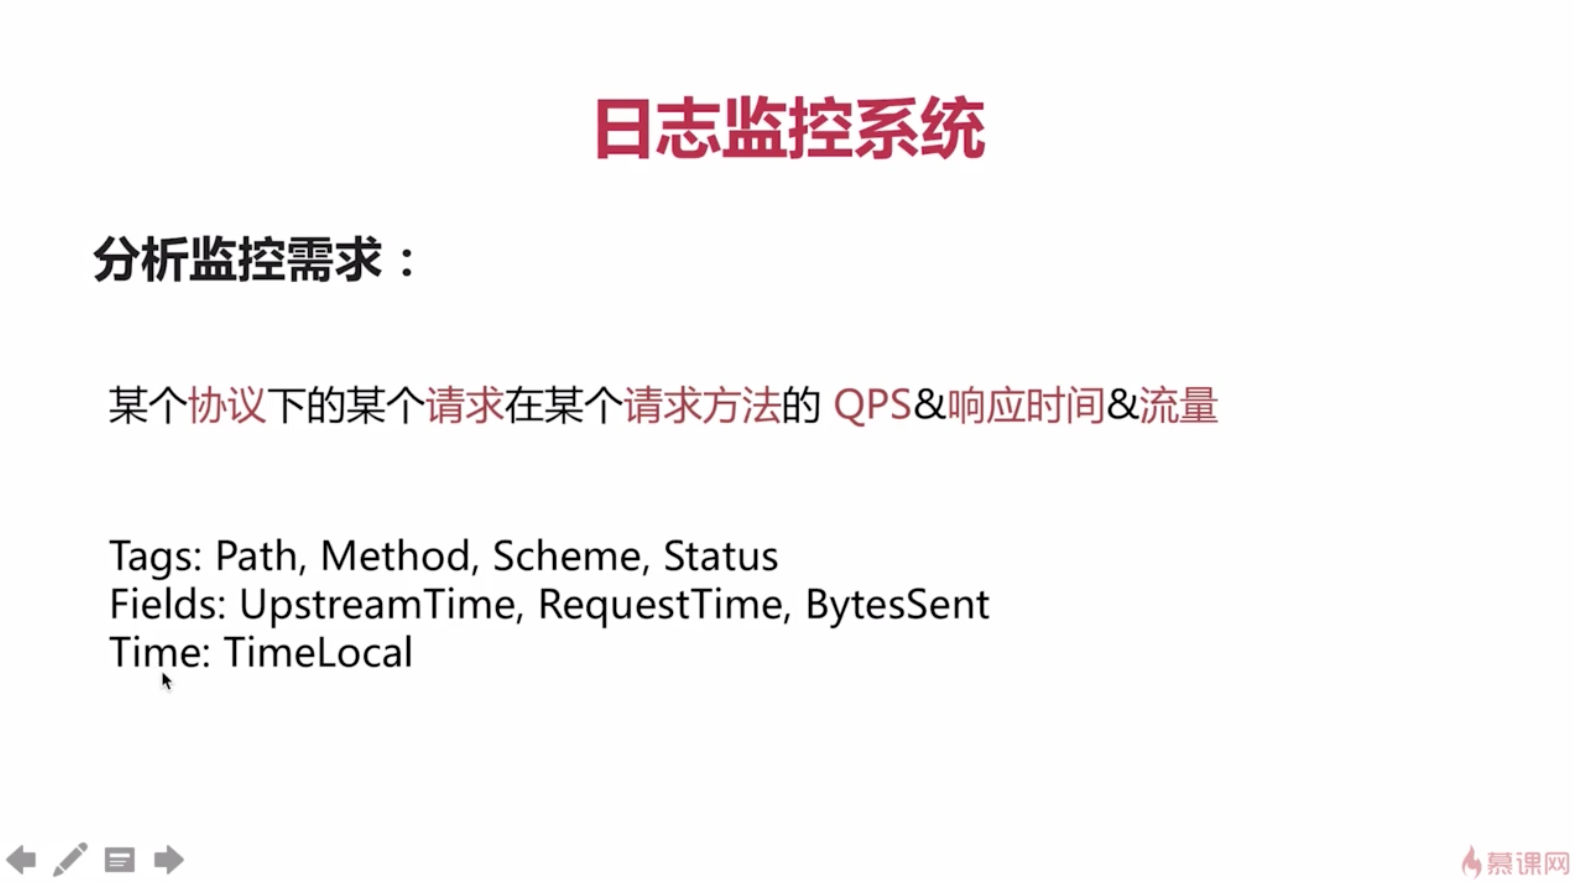 日志监控系统
分析监控需求：
某个协议下的某个请求在某个请求方法的 QPS&响应时间&流量
Tags: Path, Method, Scheme, Status
Fields: UpstreamTime, RequestTime, BytesSent
Time: TimeLocal
慕课网